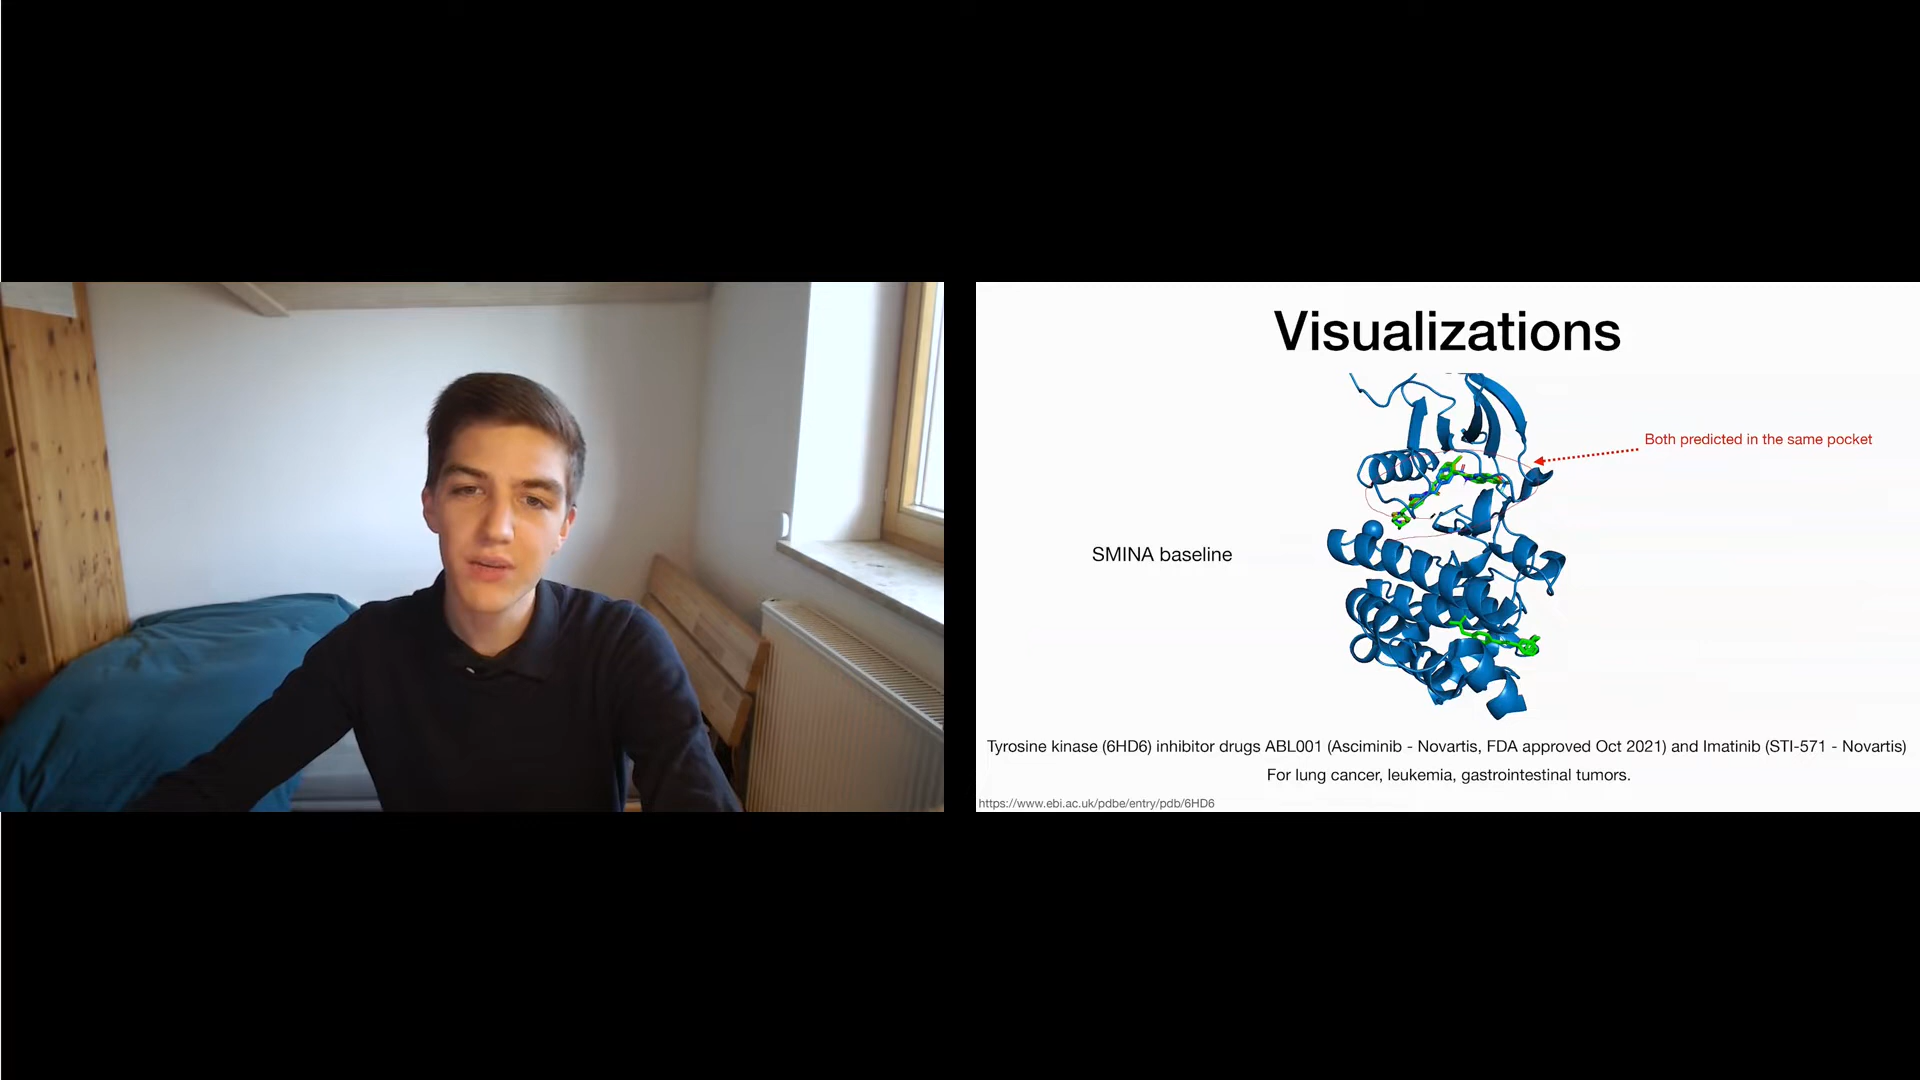 Visualizations
Both predicted in the same pocket
SMINA baseline
Tyrosine kinase (6HD6) inhibitor drugs ABL001 (Asciminib - Novartis, FDA approved Oct 2021) and Imatinib (STI-571 - Novartis)
For lung cancer, leukemia, gastrointestinal tumors.
https://www.ebi.ac.uk/pdbe/entry/pdb/6HD6